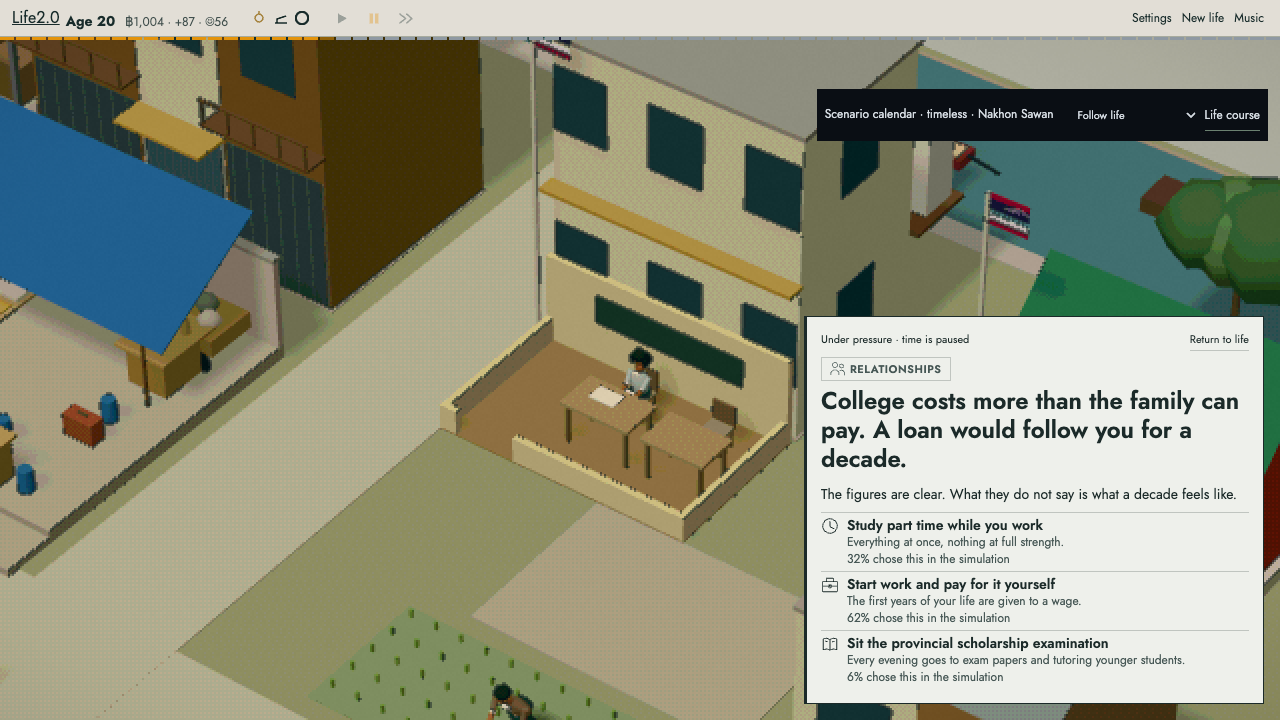 Life2.0 Age 20 ฿1,004 · +87 · ☺56
Settings New life Music
Scenario calendar · timeless · Nakhon Sawan Follow life Life course
Under pressure · time is paused Return to life
RELATIONSHIPS
College costs more than the family can
pay. A loan would follow you for a
decade.
The figures are clear. What they do not say is what a decade feels like.
Study part time while you work
Everything at once, nothing at full strength.
32% chose this in the simulation
Start work and pay for it yourself
The first years of your life are given to a wage.
62% chose this in the simulation
Sit the provincial scholarship examination
Every evening goes to exam papers and tutoring younger students.
6% chose this in the simulation